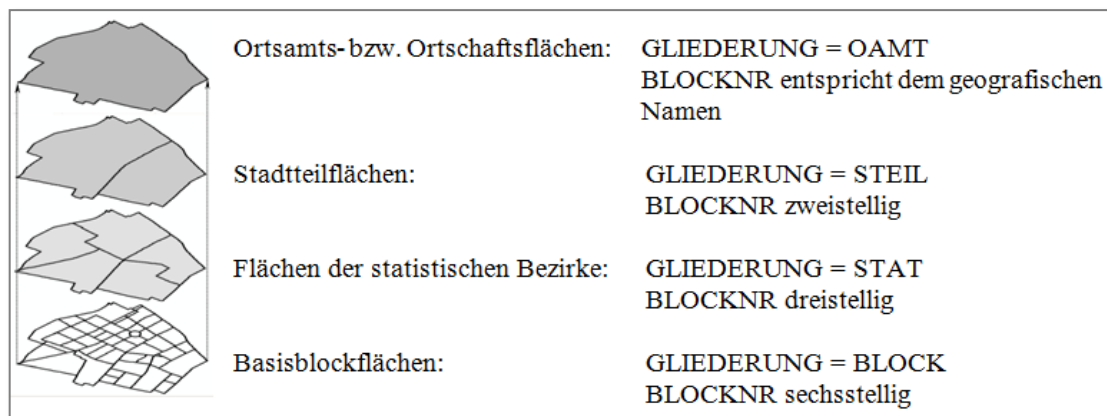 Ortsamts- bzw. Ortschaftsflächen: GLIEDERUNG = OAMT
BLOCKNR entspricht dem geografischen
Namen
Stadtteilflächen: GLIEDERUNG = STEIL
BLOCKNR zweistellig
Flächen der statistischen Bezirke: GLIEDERUNG = STAT
BLOCKNR dreistellig
Basisblockflächen: GLIEDERUNG = BLOCK
BLOCKNR sechsstellig